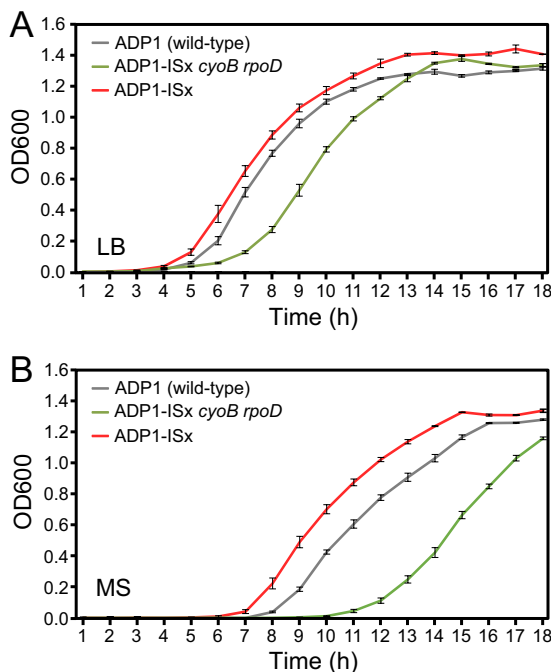 A
ADP1 (wild-type)
ADP1-ISx cyoB rpoD
ADP1-ISx
OD600
1.6
1.4
1.2
1.0
0.8
0.6
0.4
0.2
0.0
LB
1 2 3 4 5 6 7 8 9 10 11 12 13 14 15 16 17 18
Time (h)
B
ADP1 (wild-type)
ADP1-ISx cyoB rpoD
ADP1-ISx
OD600
1.6
1.4
1.2
1.0
0.8
0.6
0.4
0.2
0.0
MS
1 2 3 4 5 6 7 8 9 10 11 12 13 14 15 16 17 18
Time (h)